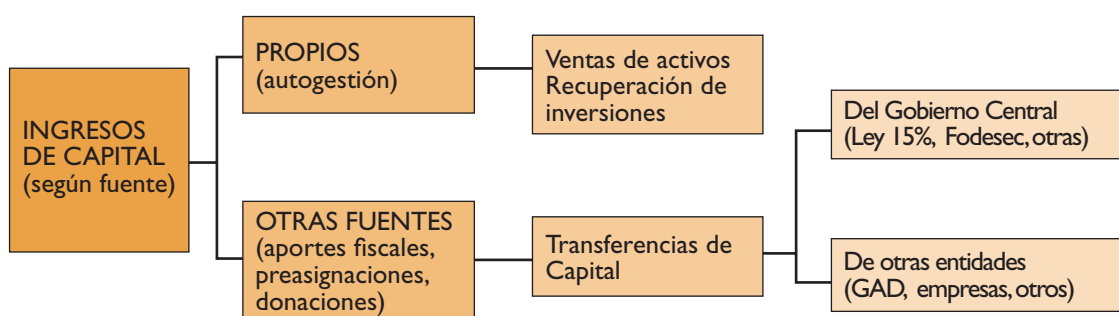 INGRESOS
DE CAPITAL
(según fuente)
PROPIOS
(autogestión)
Ventas de activos
Recuperación de
inversiones
OTRAS FUENTES
(aportes fiscales,
preasignaciones,
donaciones)
Transferencias de
Capital
Del Gobierno Central
(Ley 15%, Fodesec, otras)
De otras entidades
(GAD, empresas, otros)